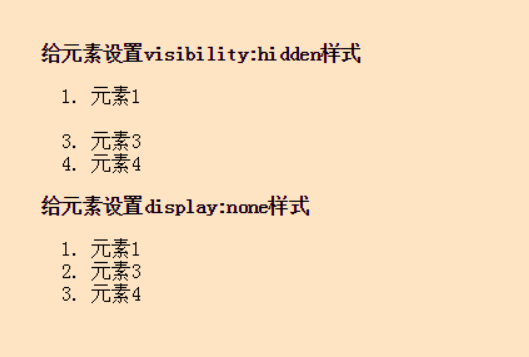 给元素设置visibility:hidden样式
1. 元素1
3. 元素3
4. 元素4
给元素设置display:none样式
1. 元素1
2. 元素3
3. 元素4